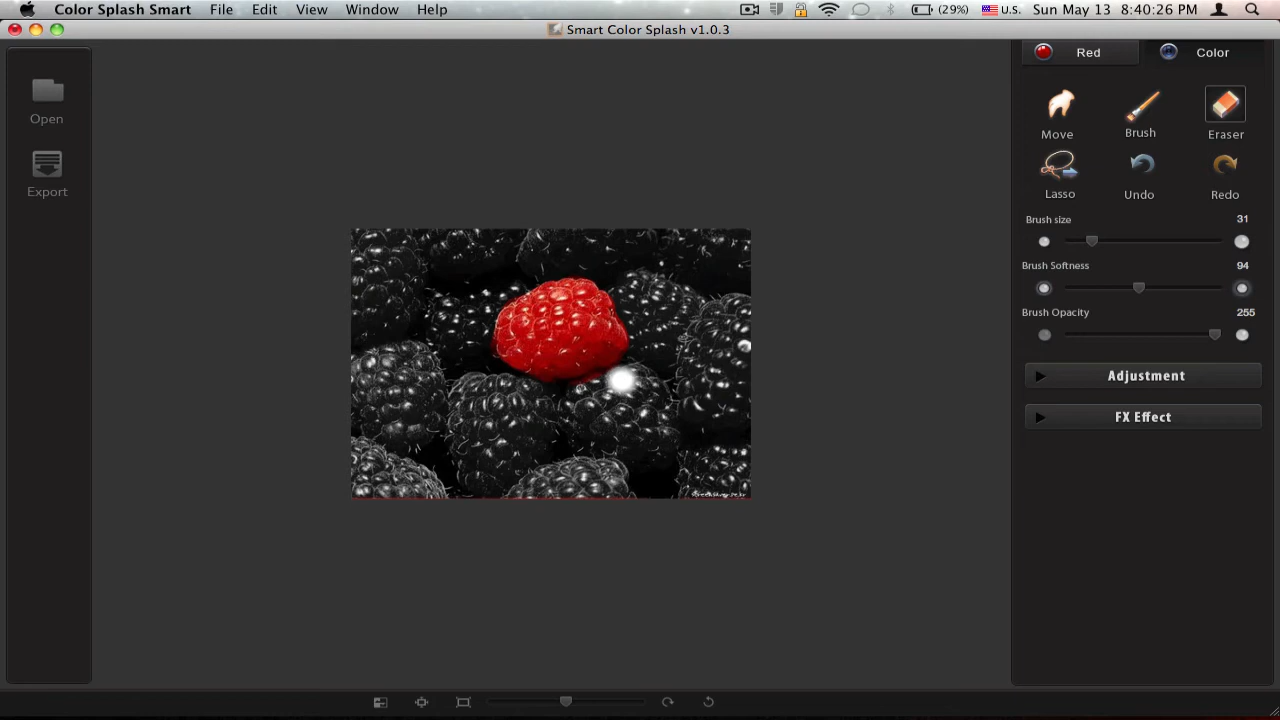 Color Splash Smart File Edit View Window Help (29%) U.S. Sun May 13 8:40:26 PM
Smart Color Splash v1.0.3
Red Color
Open
Export
Move Brush Eraser
Lasso Undo Redo
Brush size 31
Brush Softness 94
Brush Opacity 255
Adjustment
FX Effect